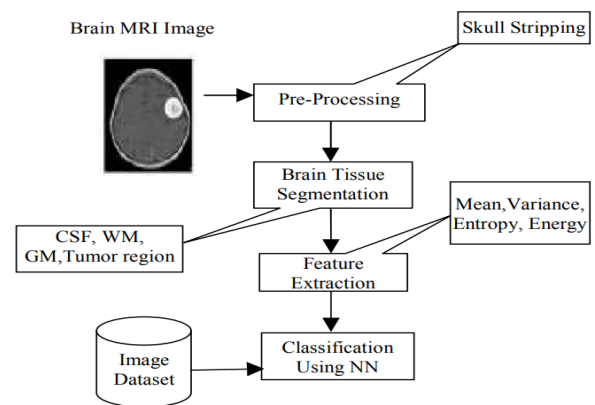 Brain MRI Image
Skull Stripping
Pre-Processing
Brain Tissue
Segmentation
Mean,Variance,
Entropy, Energy
CSF, WM,
GM,Tumor region
Feature
Extraction
Image
Dataset
Classification
Using NN